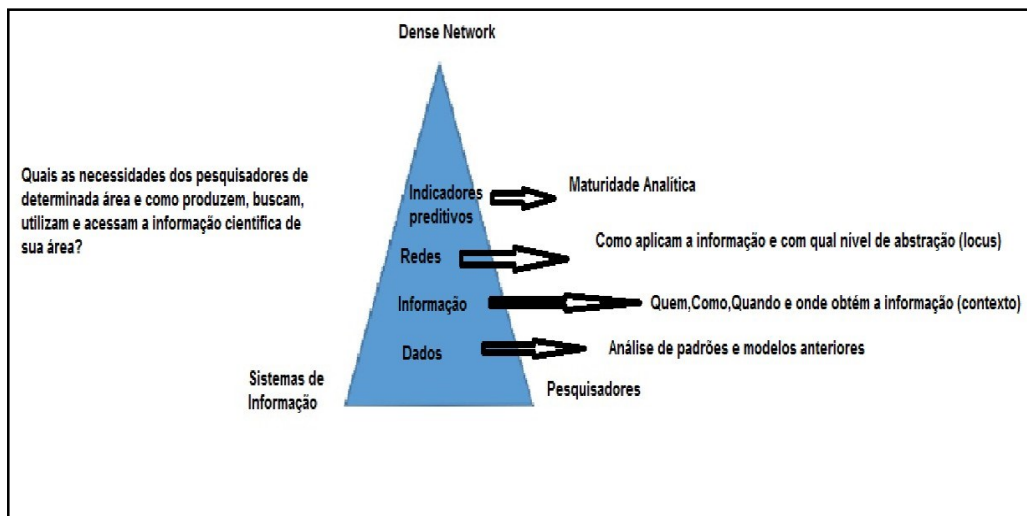 Dense Network
Quais as necessidades dos pesquisadores de
determinada área e como produzem, buscam,
utilizam e acessam a informação científica de
sua área?
Indicadores
preditivos
Maturidade Analítica
Redes
Como aplicam a informação e com qual nível de abstração (locus)
Informação
Quem,Como,Quando e onde obtém a informação (contexto)
Dados
Análise de padrões e modelos anteriores
Sistemas de
Informação
Pesquisadores